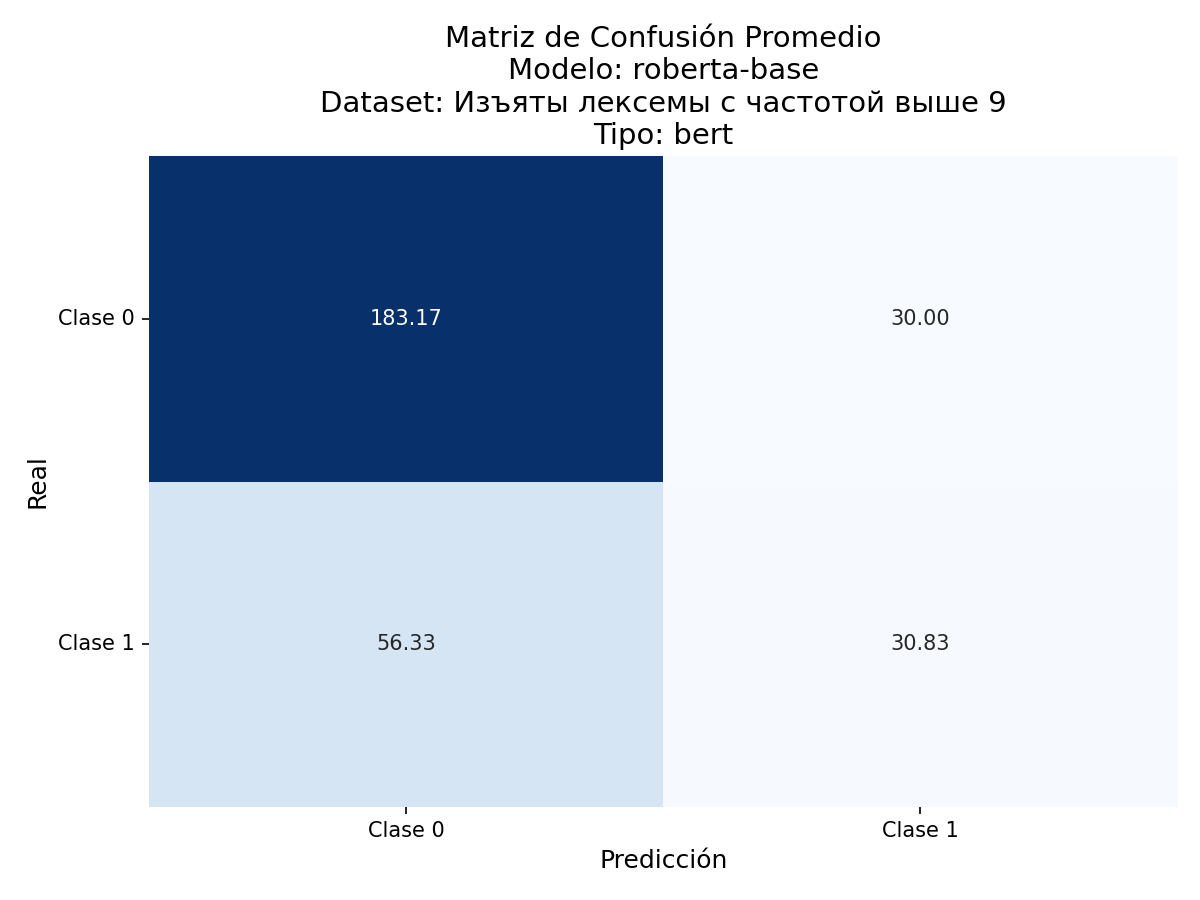 Matriz de Confusión Promedio
Modelo: roberta-base
Dataset: Изъяты лексемы с частотой выше 9
Tipo: bert
Real
Clase 0
183.17
30.00
Clase 1
56.33
30.83
Clase 0
Clase 1
Predicción